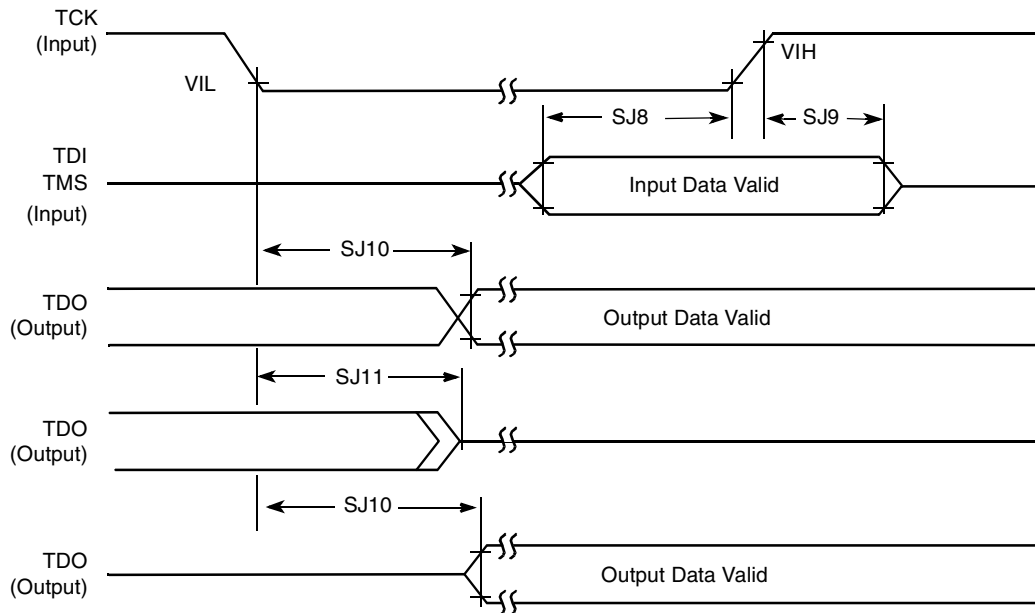 TCK
(Input)
VIL
VIH
SJ8
SJ9
TDI
TMS
(Input)
Input Data Valid
SJ10
TDO
(Output)
Output Data Valid
SJ11
TDO
(Output)
SJ10
TDO
(Output)
Output Data Valid